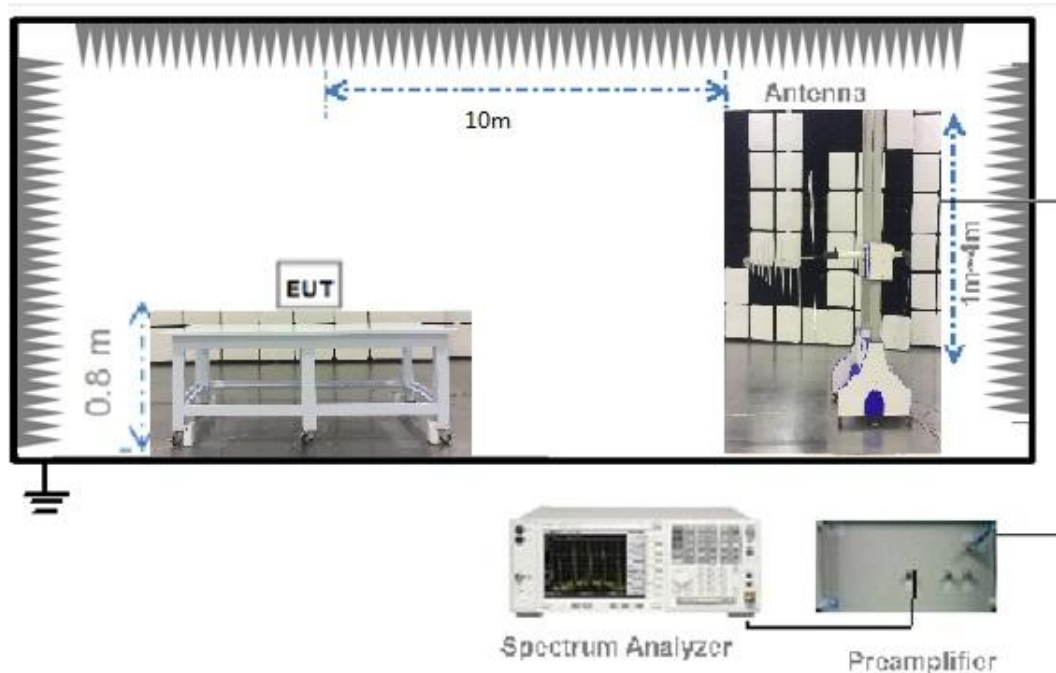 Antenna
10m
1m~4m
EUT
0.8 m
Spectrum Analyzer
Preamplifier